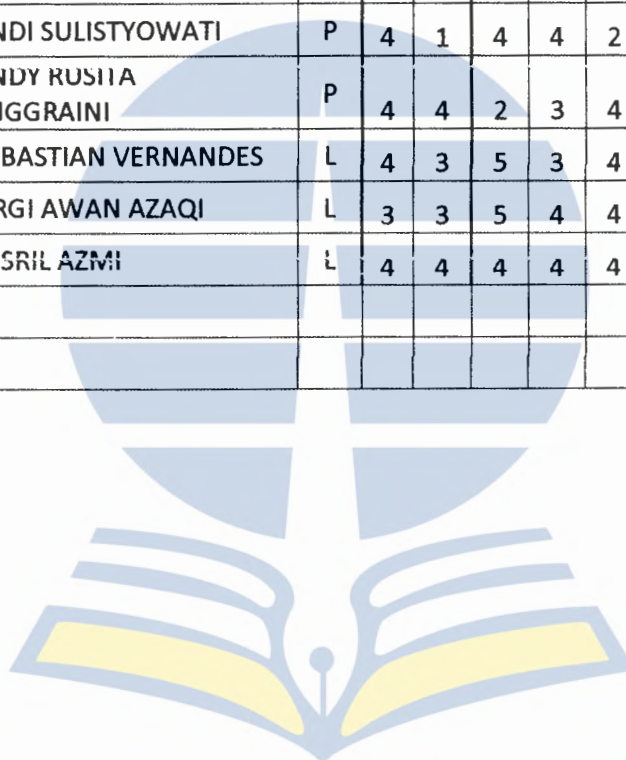 NDI SULISTYOWATI P 4 1 4 4 2
NDY RUSITA
NGGRAINI P 4 4 2 3 4
BASTIAN VERNANDES L 4 3 5 3 4
RGI AWAN AZAQI L 3 3 5 4 4
SRIL AZMI L 4 4 4 4 4